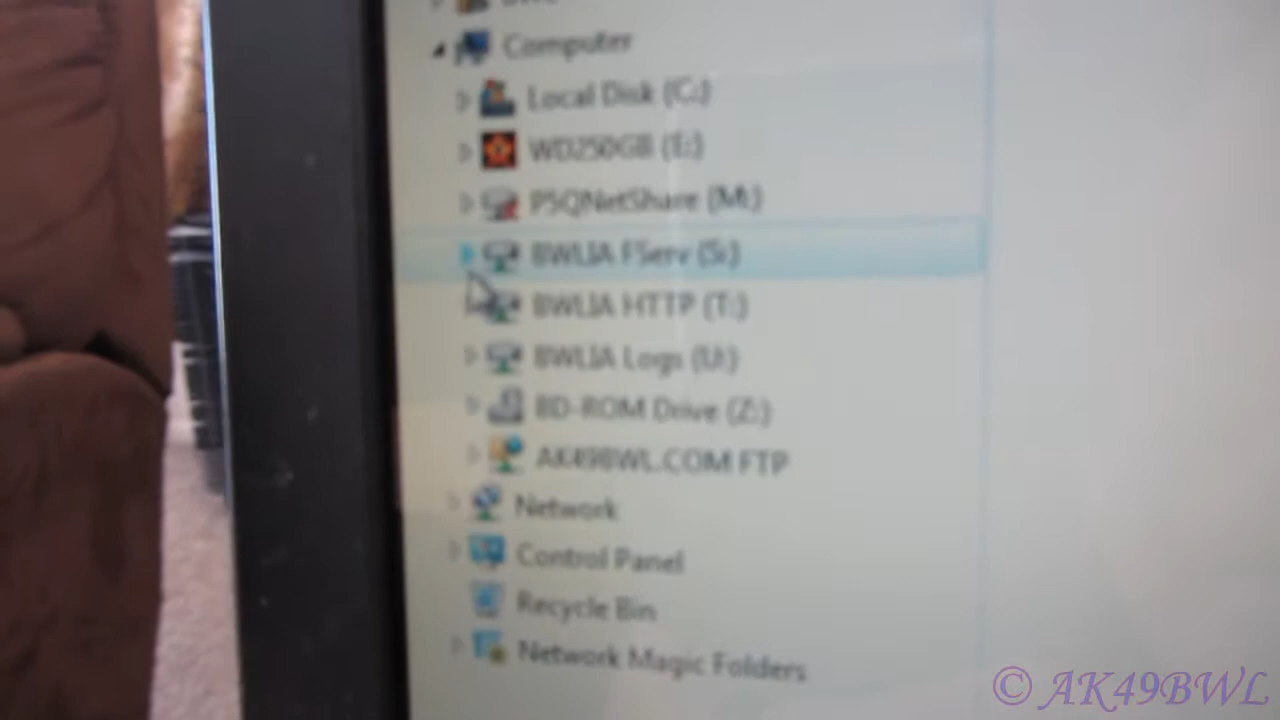 Computer
Local Disk (C:)
WD250GB (E:)
P5QNetShare (M:)
BWLIA FServ (S:)
BWLIA HTTP (T:)
BWLIA Logs (U:)
BD-ROM Drive (Z:)
AK49BWL.COM FTP
Network
Control Panel
Recycle Bin
Network Magic Folders
© AK49BWL